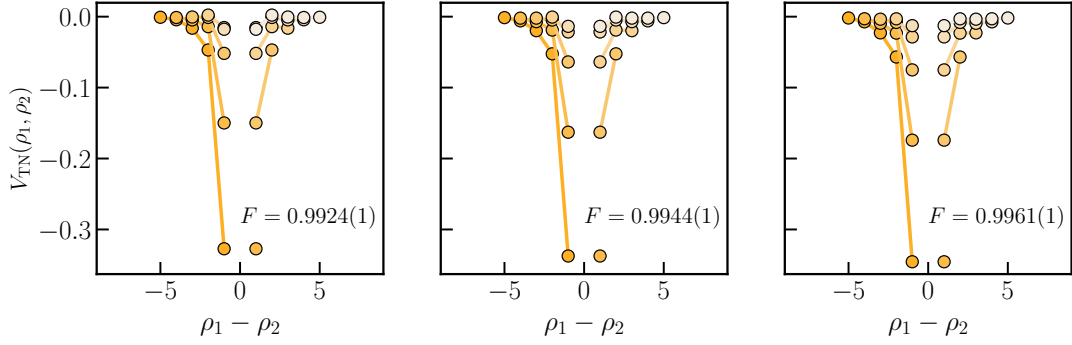 0.0
−0.1
−0.2
−0.3
V_TN(ρ₁, ρ₂)
F = 0.9924(1)
−5 0 5
ρ₁ − ρ₂
F = 0.9944(1)
−5 0 5
ρ₁ − ρ₂
F = 0.9961(1)
−5 0 5
ρ₁ − ρ₂